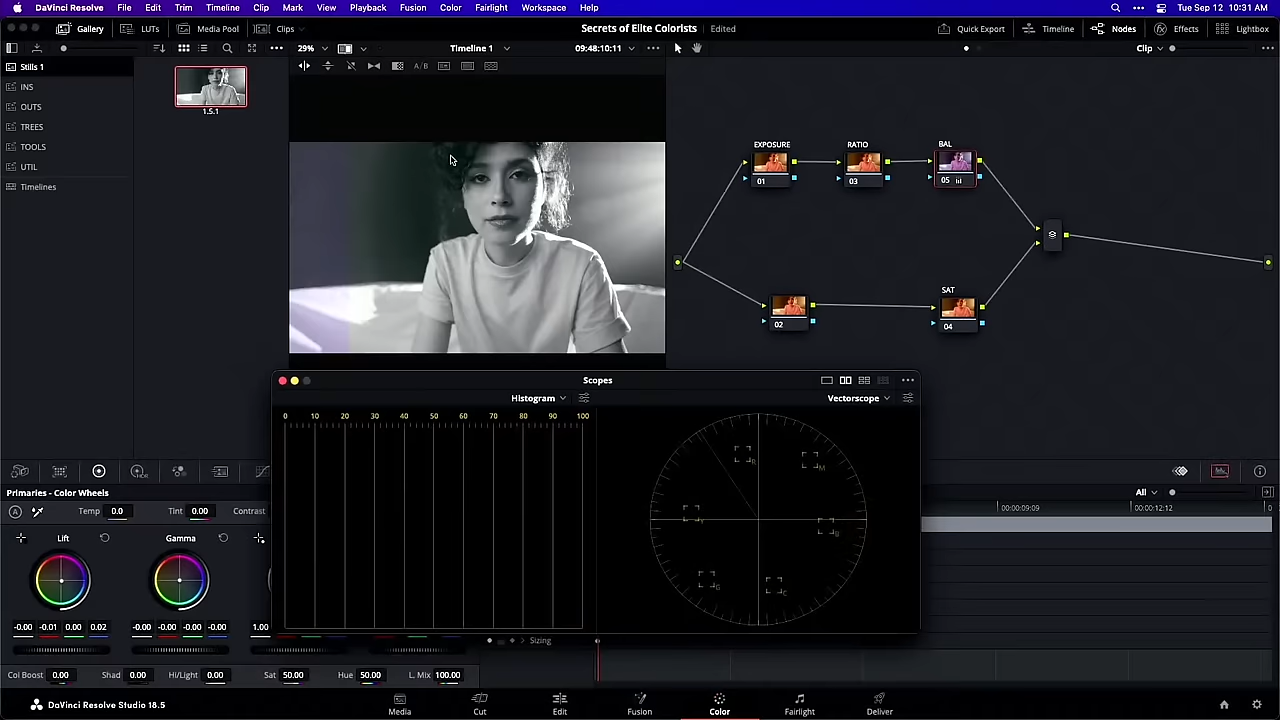 DaVinci Resolve File Edit Trim Timeline Clip Mark View Playback Fusion Color Fairlight Workspace Help Tue Sep 12 10:31 AM
Gallery LUTs Media Pool Clips Secrets of Elite Colorists Edited Quick Export Timeline Nodes Effects Lightbox
29% Timeline 1 09:48:10:11 Clip
Stills 1
A/B
INS
OUTS
TREES
TOOLS
UTIL
Timelines
1.5.1
EXPOSURE RATIO BAL
01 03 05
SAT
02 04
Scopes
Histogram Vectorscope
0 10 20 30 40 50 60 70 80 90 100
R M
Y B
G C
Primaries - Color Wheels
All
A Temp 0.0 Tint 0.00 Contrast
00:00:09:09 00:00:12:12 0
Lift Gamma
-0.00 -0.01 0.00 0.02 -0.00 -0.00 -0.00 -0.00 1.00
Sizing
Col Boost 0.00 Shad 0.00 Hi/Light 0.00 Sat 50.00 Hue 50.00 L. Mix 100.00
DaVinci Resolve Studio 18.5
Media Cut Edit Fusion Color Fairlight Deliver